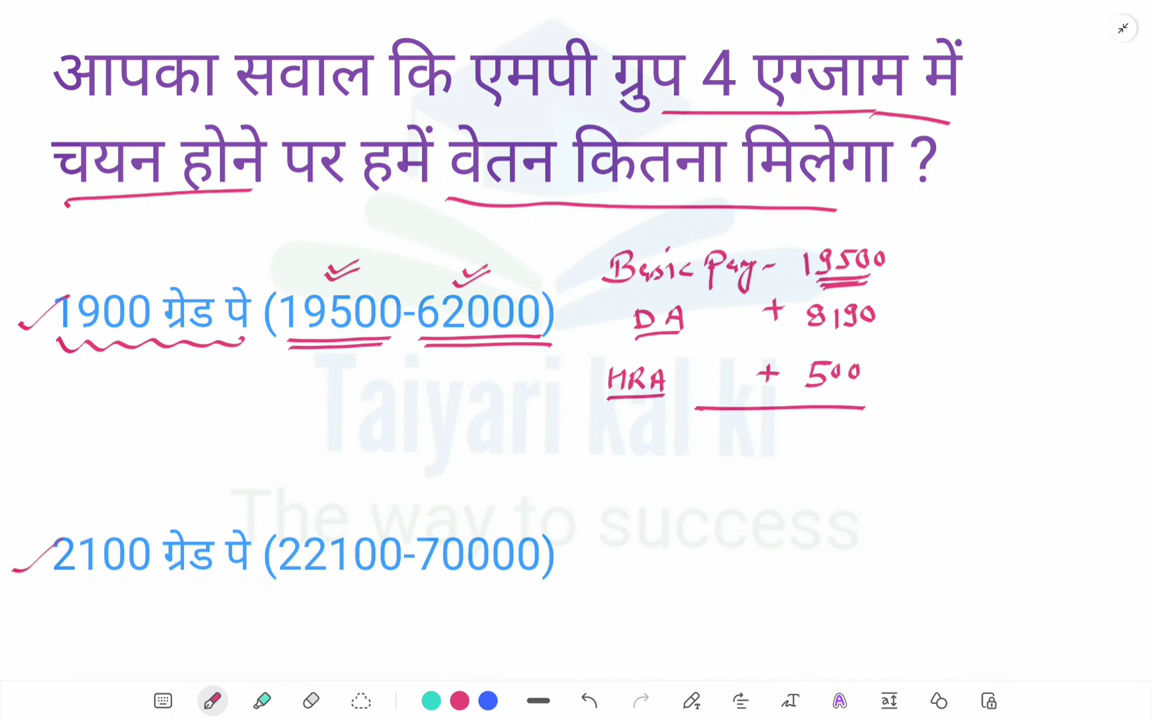 आपका सवाल कि एमपी ग्रुप 4 एग्जाम में
चयन होने पर हमें वेतन कितना मिलेगा ?
1900 ग्रेड पे (19500-62000)
Basic Pay - 19500
DA + 8190
HRA + 500
Taiyari kal ki
The way to success
2100 ग्रेड पे (22100-70000)